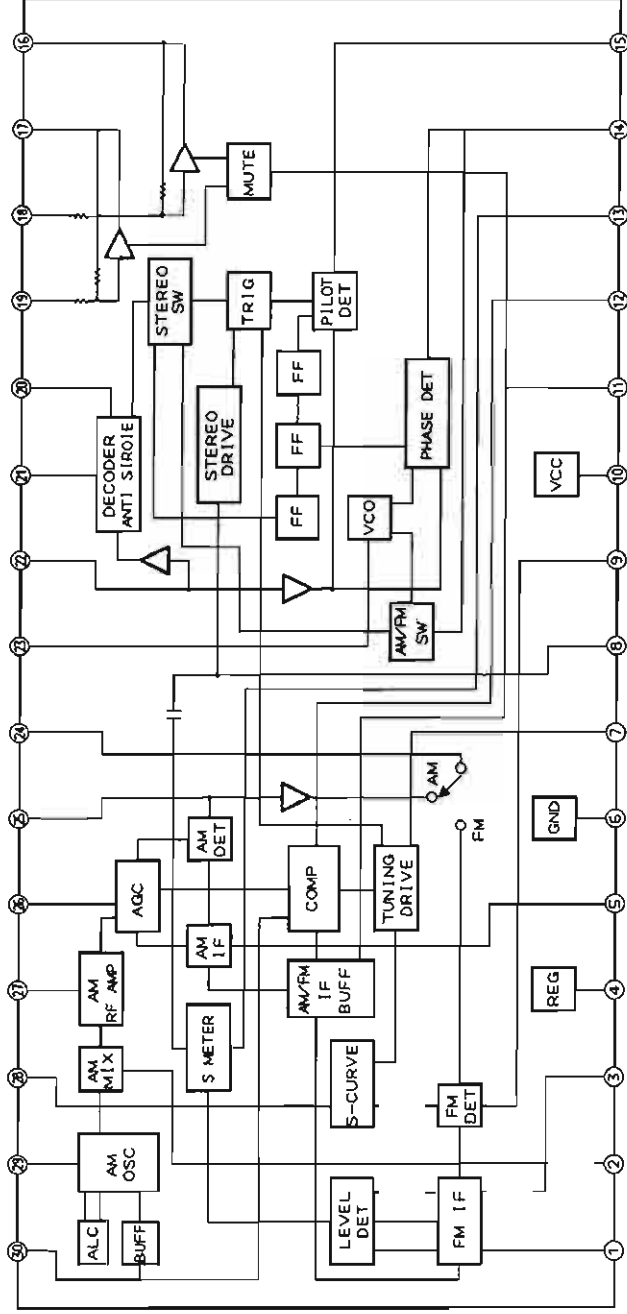 30
29
28
27
26
25
24
23
22
21
20
19
18
17
16
ALC
BUFF
AM
OSC
AM
MIX
AM
RF AMP
AGC
AM
IF
AM
DET
S METER
COMP
AM/FM
IF
BUFF
TUNING
DRIVE
S-CURVE
LEVEL
DET
FM IF
FM
DET
AM
FM
REG
GND
VCC
DECODER
ANTI SIROIE
STEREO
SW
STEREO
DRIVE
TRIG
PILOT
DET
FF
FF
FF
VCO
PHASE DET
AM/FM
SW
MUTE
1
2
3
4
5
6
7
8
9
10
11
12
13
14
15